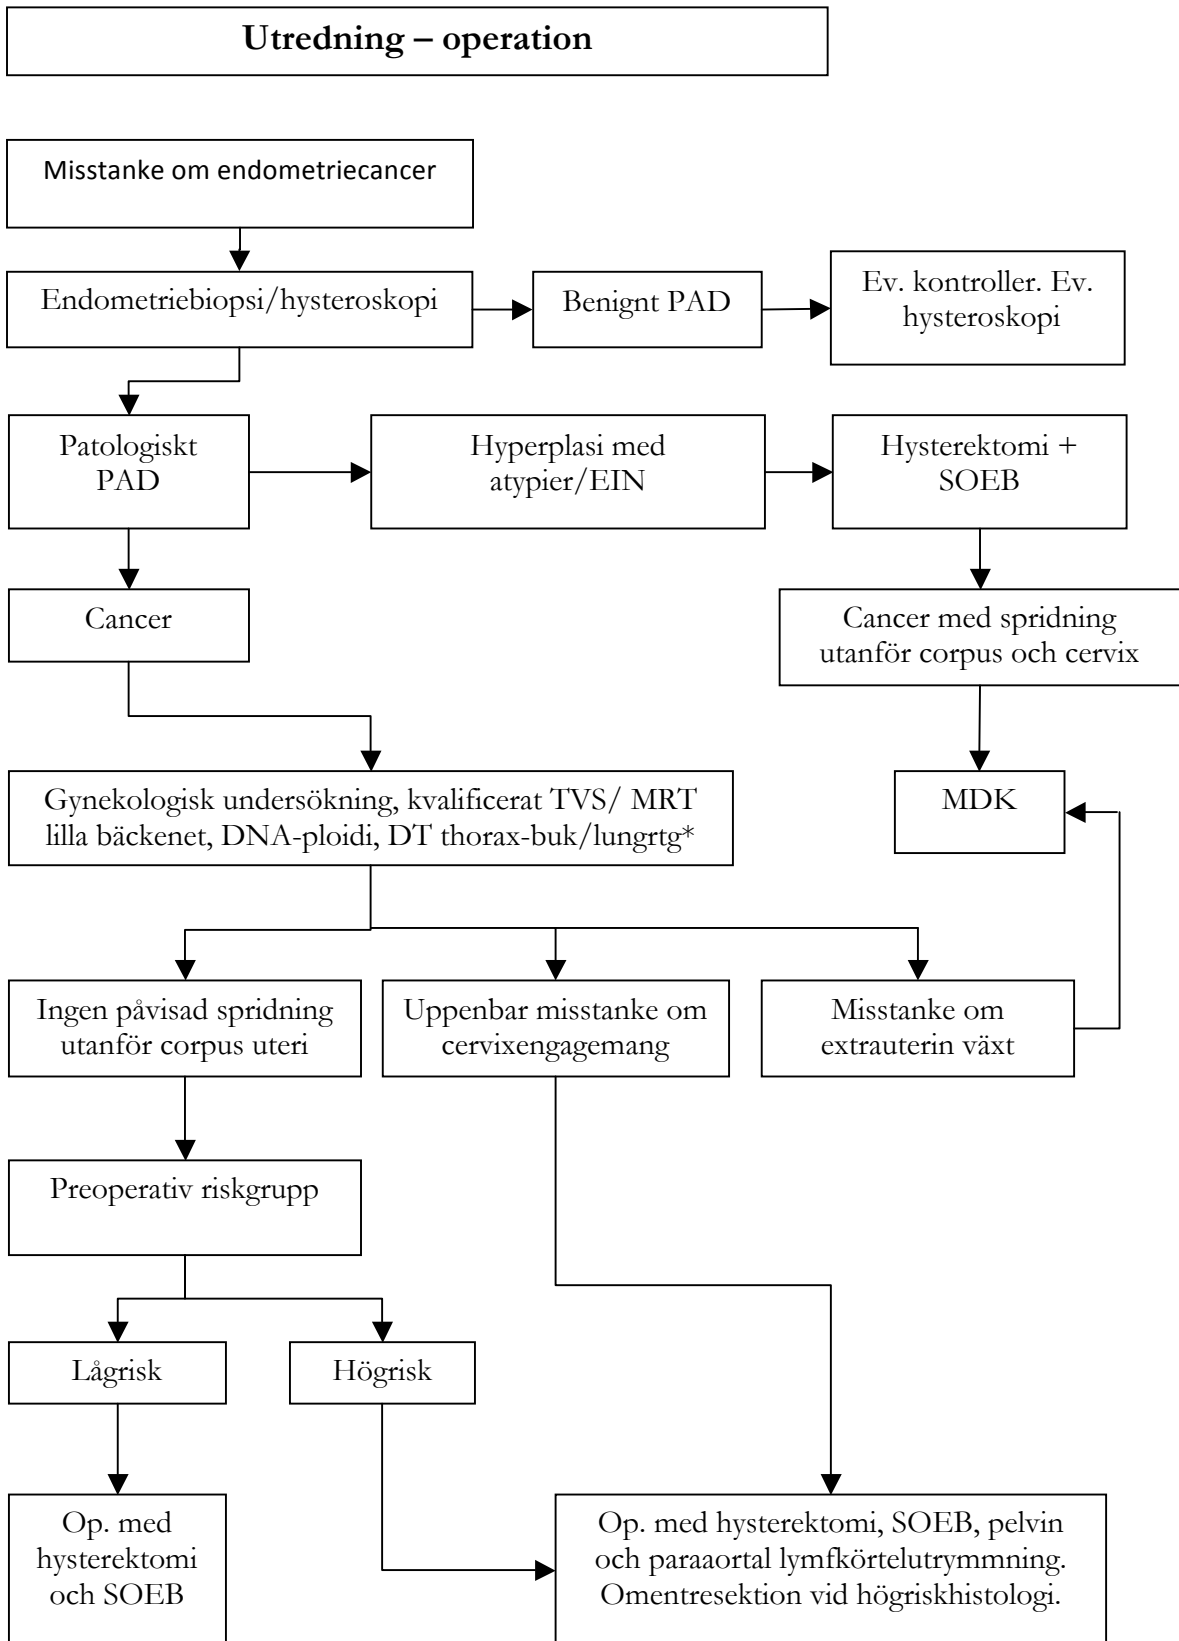 Utredning – operation
Misstanke om endometriecancer
Endometriebiopsi/hysteroskopi
Benignt PAD
Ev. kontroller. Ev.
hysteroskopi
Patologiskt
PAD
Hyperplasi med
atypier/EIN
Hysterektomi +
SOEB
Cancer
Cancer med spridning
utanför corpus och cervix
Gynekologisk undersökning, kvalificerat TVS/ MRT
lilla bäckenet, DNA-ploidi, DT thorax-buk/lungrtg*
MDK
Ingen påvisad spridning
utanför corpus uteri
Uppenbar misstanke om
cervixengagemang
Misstanke om
extrauterin växt
Preoperativ riskgrupp
Lågrisk
Högrisk
Op. med
hysterektomi
och SOEB
Op. med hysterektomi, SOEB, pelvin
och paraaortal lymfkörtelutrymmning.
Omentresektion vid högriskhistologi.